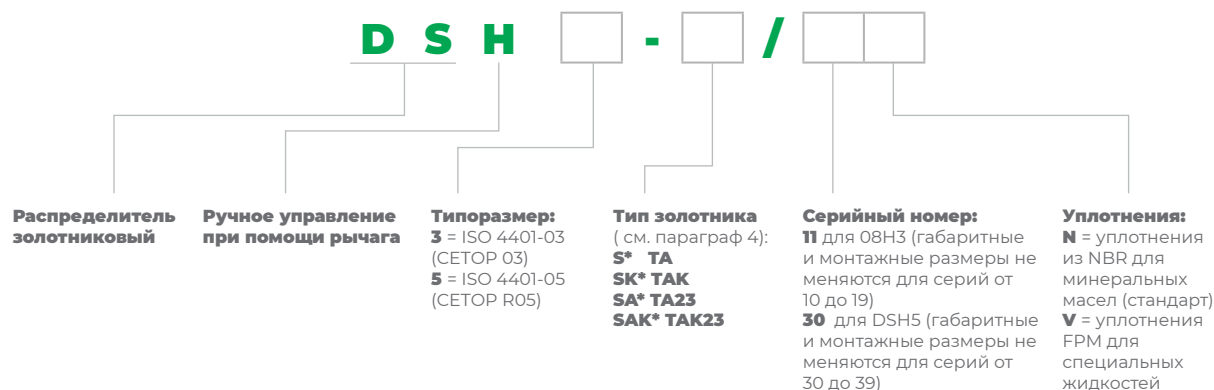 D S H - /
Распределитель
золотниковый
Ручное управление
при помощи рычага
Типоразмер:
3 = ISO 4401-03
(CETOP 03)
5 = ISO 4401-05
(CETOP R05)
Тип золотника
( см. параграф 4):
S* TA
SK* TAK
SA* TA23
SAK* TAK23
Серийный номер:
11 для 08H3 (габаритные
и монтажные размеры не
меняются для серий от
10 до 19)
30 для DSH5 (габаритные
и монтажные размеры не
меняются для серий от
30 до 39)
Уплотнения:
N = уплотнения
из NBR для
минеральных
масел (стандарт)
V = уплотнения
FPM для
специальных
жидкостей